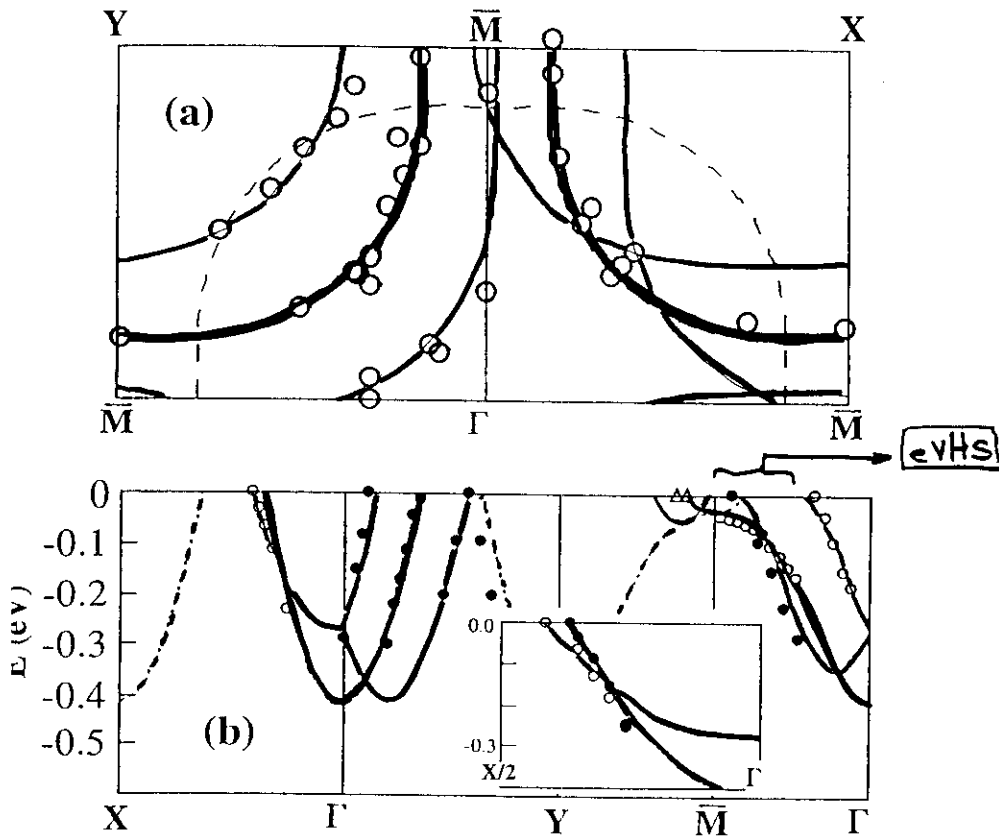 Y M̅ X
(a)
M̅ Γ M̅
eVHS
0
-0.1
-0.2
-0.3
-0.4
-0.5
E (ev)
(b)
0.0
-0.3
X/2 Γ
X Γ Y M̅ Γ